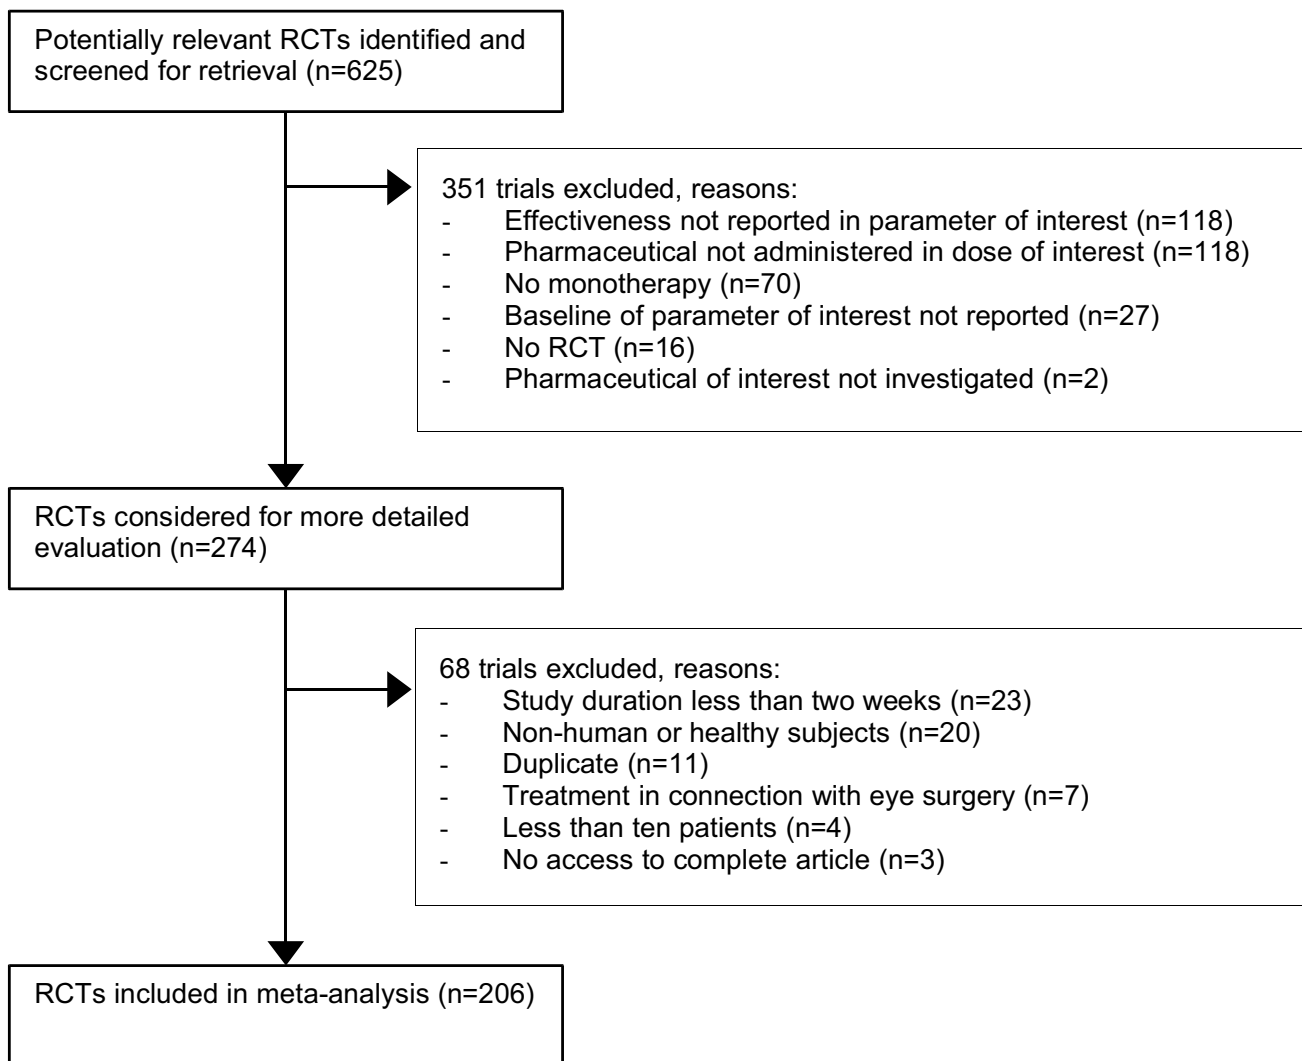 Potentially relevant RCTs identified and
screened for retrieval (n=625)
351 trials excluded, reasons:
- Effectiveness not reported in parameter of interest (n=118)
- Pharmaceutical not administered in dose of interest (n=118)
- No monotherapy (n=70)
- Baseline of parameter of interest not reported (n=27)
- No RCT (n=16)
- Pharmaceutical of interest not investigated (n=2)
RCTs considered for more detailed
evaluation (n=274)
68 trials excluded, reasons:
- Study duration less than two weeks (n=23)
- Non-human or healthy subjects (n=20)
- Duplicate (n=11)
- Treatment in connection with eye surgery (n=7)
- Less than ten patients (n=4)
- No access to complete article (n=3)
RCTs included in meta-analysis (n=206)